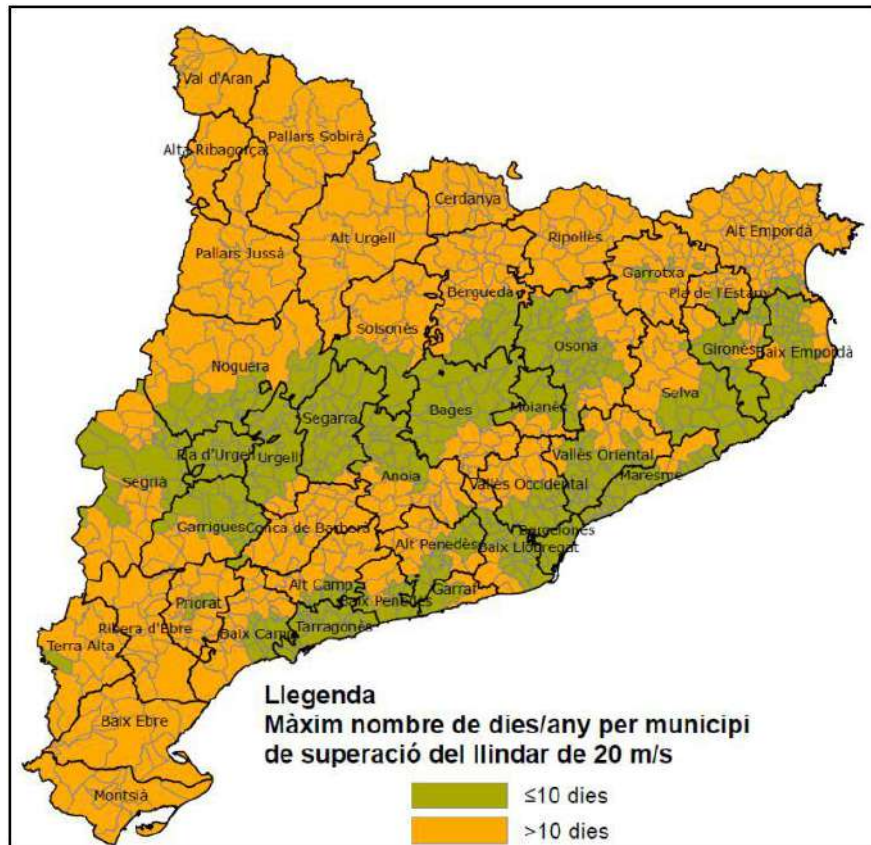 Val d'Aran
Pallars Sobirà
Alta Ribagorça
Cerdanya
Alt Urgell
Ripollès
Alt Empordà
Pallars Jussà
Garrotxa
Berguedà
Pla de l'Estany
Solsonès
Osona
Gironès
Baix Empordà
Noguera
Selva
Segarra
Bages
Moianès
Pla d'Urgell
Urgell
Vallès Oriental
Segrià
Anoia
Vallès Occidental
Maresme
Garrigues
Conca de Barberà
Barcelonès
Alt Penedès
Baix Llobregat
Alt Camp
Priorat
Baix Penedès
Garraf
Ribera d'Ebre
Baix Camp
Tarragonès
Terra Alta
Baix Ebre
Montsià
Llegenda
Màxim nombre de dies/any per municipi
de superació del llindar de 20 m/s
≤10 dies
>10 dies